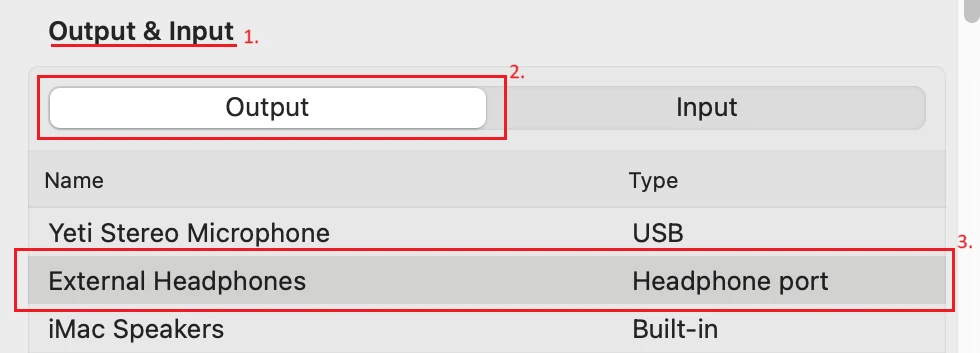 Output & Input 1.
2.
Output Input
Name Type
Yeti Stereo Microphone USB
3.
External Headphones Headphone port
iMac Speakers Built-in